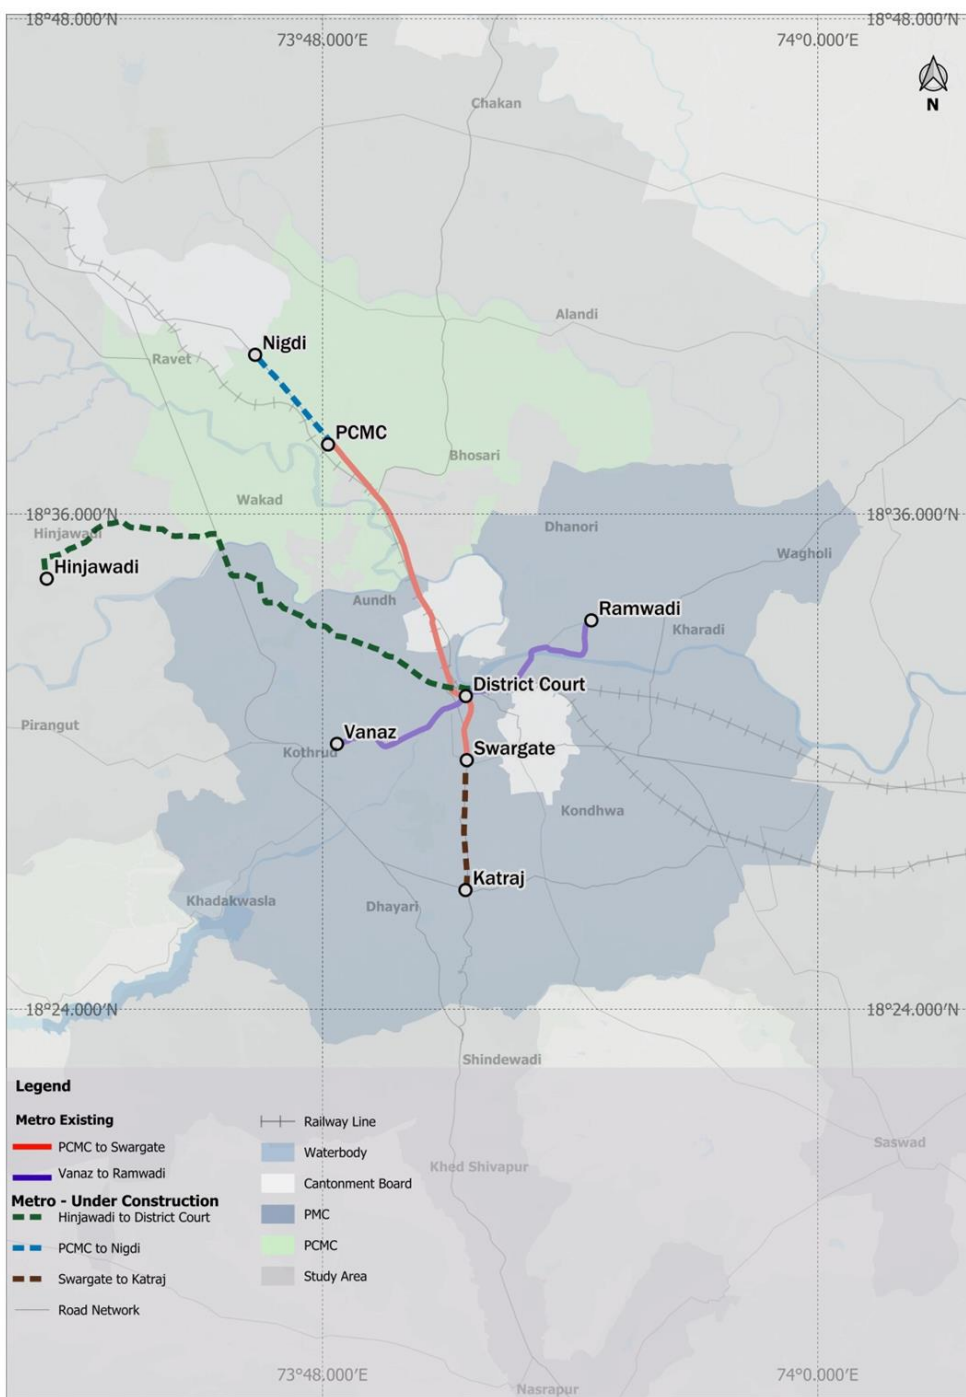 18°48.000'N
18°48.000'N
73°48.000'E
74°0.000'E
N
Chakan
Alandi
Nigdi
Ravet
PCMC
Bhosari
Wakad
18°36.000'N
18°36.000'N
Dhanori
Hinjawadi
Wagholi
Hinjawadi
Aundh
Ramwadi
Kharadi
District Court
Pirangut
Vanaz
Kothrud
Swargate
Kondhwa
Katraj
Khadakwasla
Dhayari
18°24.000'N
18°24.000'N
Shindewadi
Legend
Metro Existing
PCMC to Swargate
Vanaz to Ramwadi
Metro - Under Construction
Hinjawadi to District Court
PCMC to Nigdi
Swargate to Katraj
Road Network
Railway Line
Waterbody
Cantonment Board
PMC
PCMC
Study Area
Saswad
Khed Shivapur
73°48.000'E
74°0.000'E
Nasrapur